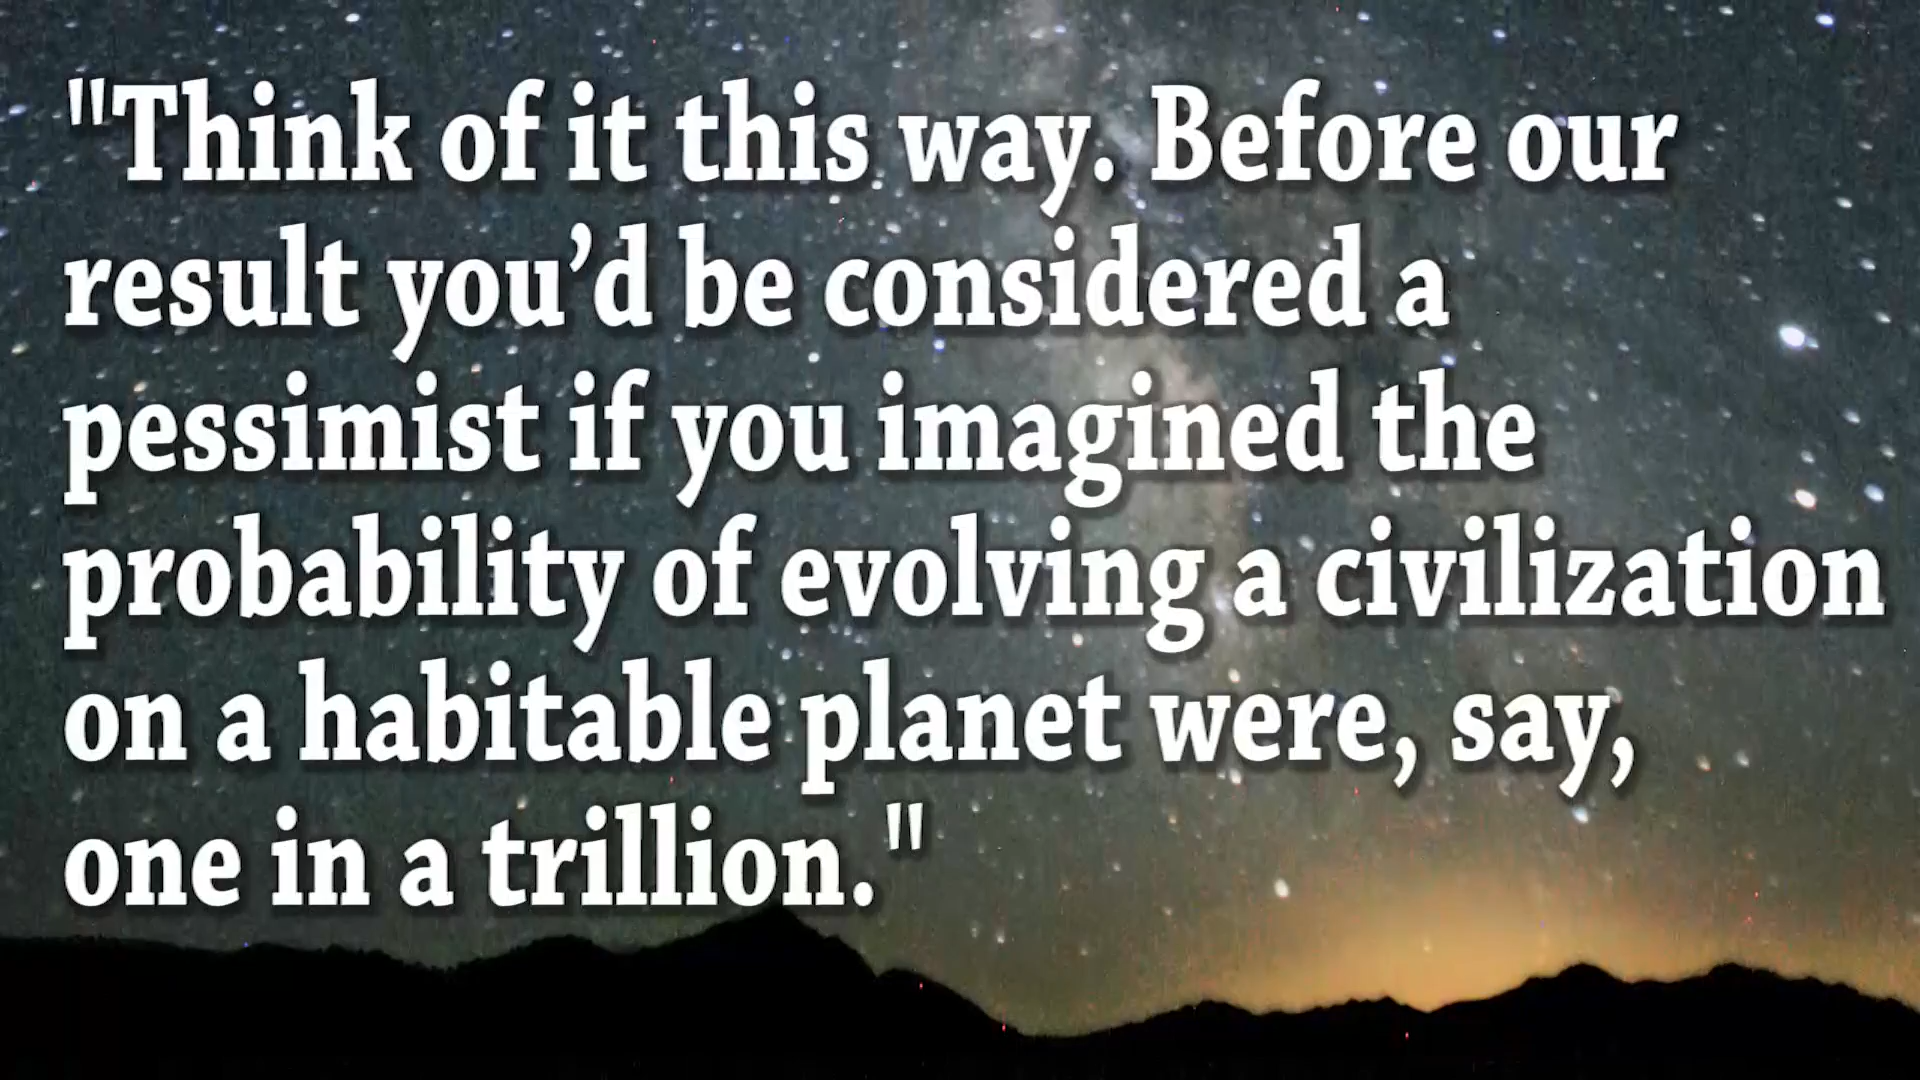 "Think of it this way. Before our
result you’d be considered a
pessimist if you imagined the
probability of evolving a civilization
on a habitable planet were, say,
one in a trillion."